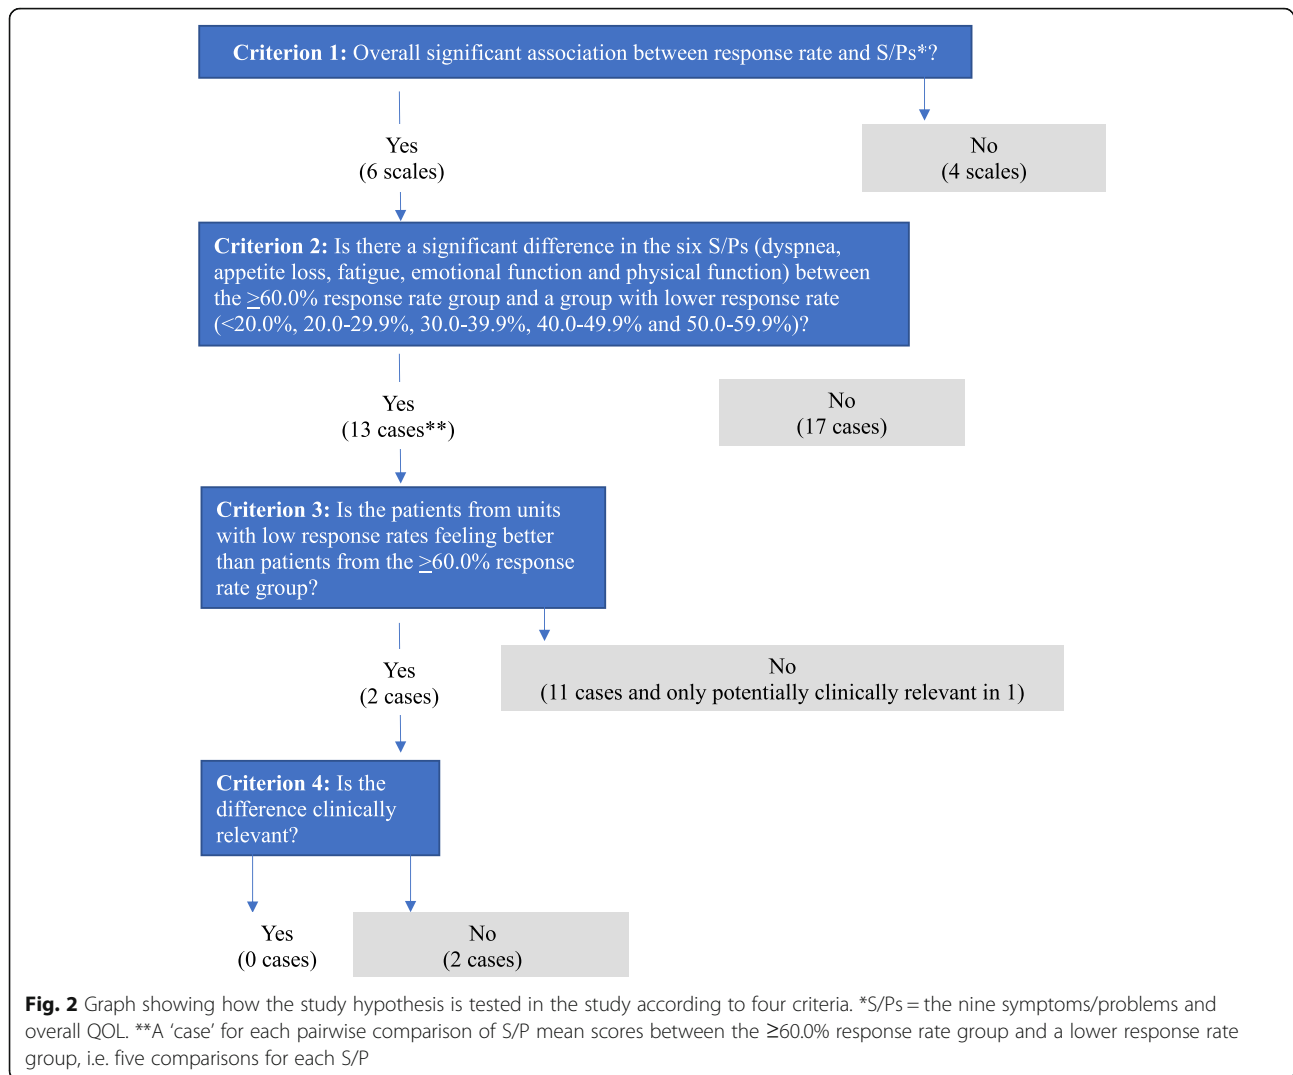 Criterion 1: Overall significant association between response rate and S/Ps*?
Yes
(6 scales)
No
(4 scales)
Criterion 2: Is there a significant difference in the six S/Ps (dyspnea,
appetite loss, fatigue, emotional function and physical function) between
the ≥60.0% response rate group and a group with lower response rate
(<20.0%, 20.0-29.9%, 30.0-39.9%, 40.0-49.9% and 50.0-59.9%)?
Yes
(13 cases**)
No
(17 cases)
Criterion 3: Is the patients from units
with low response rates feeling better
than patients from the ≥60.0% response
rate group?
Yes
(2 cases)
No
(11 cases and only potentially clinically relevant in 1)
Criterion 4: Is the
difference clinically
relevant?
Yes
(0 cases)
No
(2 cases)
Fig. 2 Graph showing how the study hypothesis is tested in the study according to four criteria. *S/Ps = the nine symptoms/problems and
overall QOL. **A ‘case’ for each pairwise comparison of S/P mean scores between the ≥60.0% response rate group and a lower response rate
group, i.e. five comparisons for each S/P